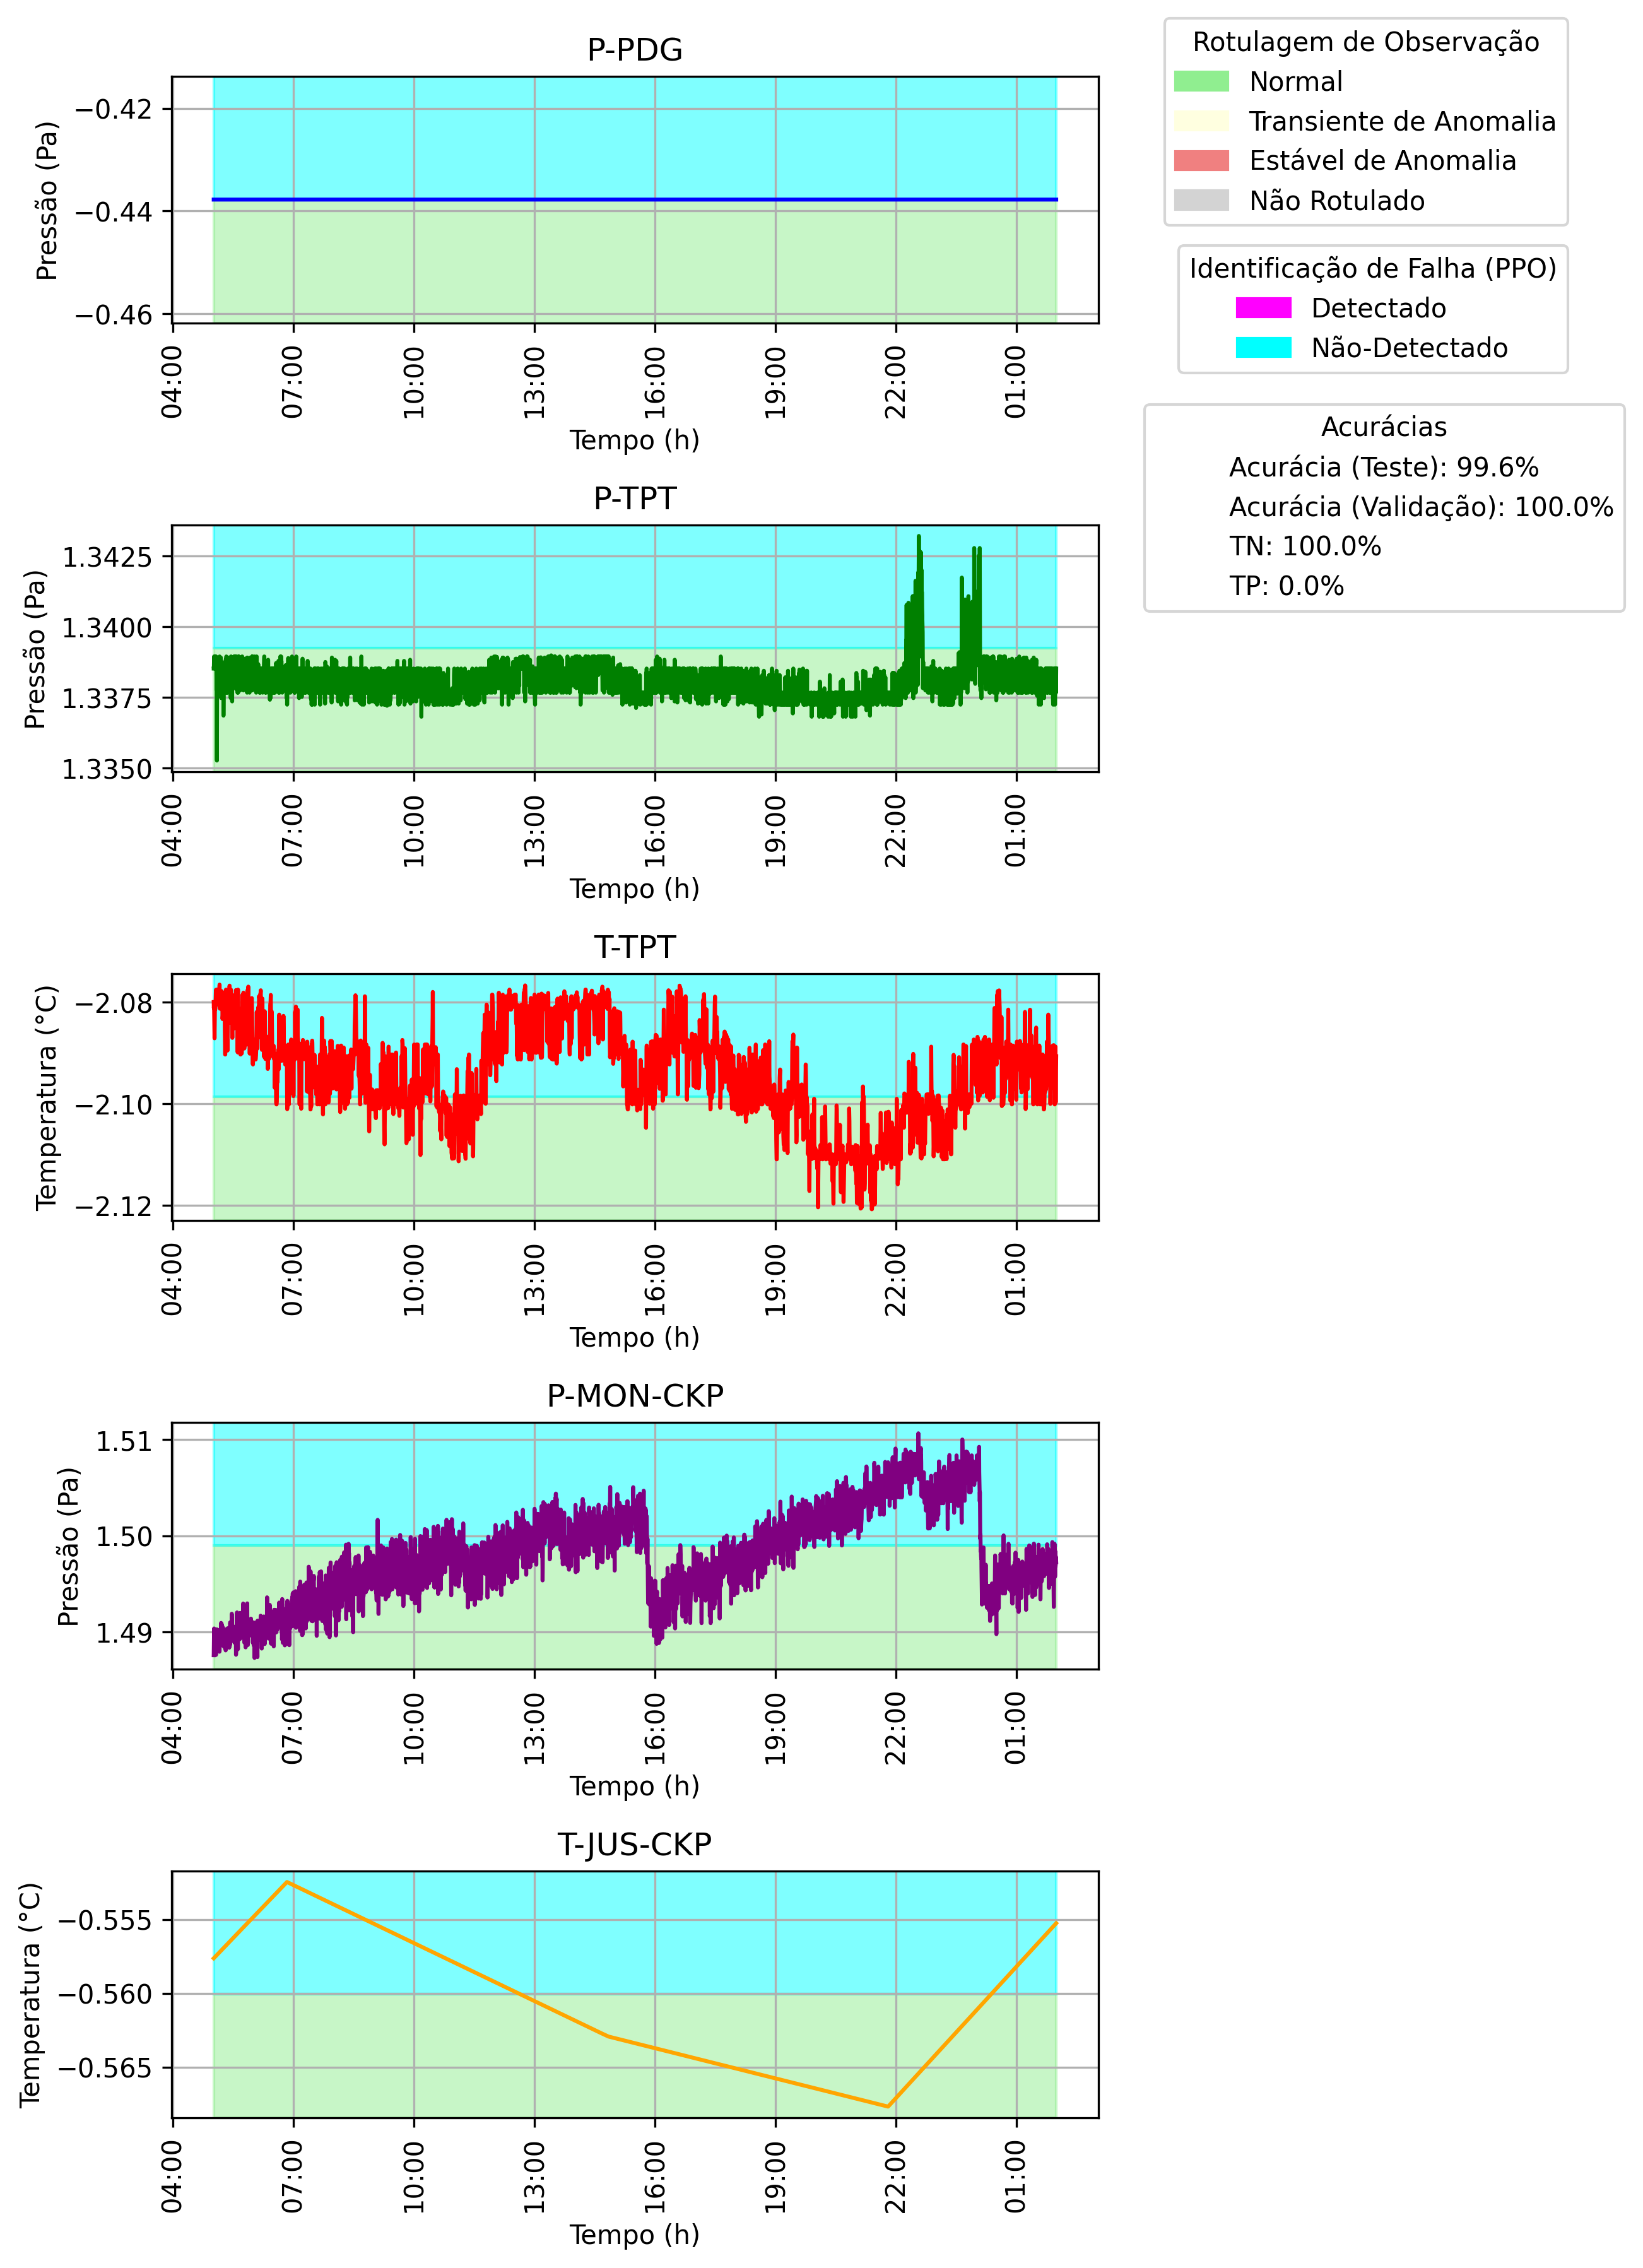 P-PDG
Pressão (Pa)
−0.42
−0.44
−0.46
04:00 07:00 10:00 13:00 16:00 19:00 22:00 01:00
Tempo (h)
Rotulagem de Observação
Normal
Transiente de Anomalia
Estável de Anomalia
Não Rotulado
Identificação de Falha (PPO)
Detectado
Não-Detectado
Acurácias
Acurácia (Teste): 99.6%
Acurácia (Validação): 100.0%
TN: 100.0%
TP: 0.0%
P-TPT
Pressão (Pa)
1.3425
1.3400
1.3375
1.3350
04:00 07:00 10:00 13:00 16:00 19:00 22:00 01:00
Tempo (h)
T-TPT
Temperatura (°C)
−2.08
−2.10
−2.12
04:00 07:00 10:00 13:00 16:00 19:00 22:00 01:00
Tempo (h)
P-MON-CKP
Pressão (Pa)
1.51
1.50
1.49
04:00 07:00 10:00 13:00 16:00 19:00 22:00 01:00
Tempo (h)
T-JUS-CKP
Temperatura (°C)
−0.555
−0.560
−0.565
04:00 07:00 10:00 13:00 16:00 19:00 22:00 01:00
Tempo (h)